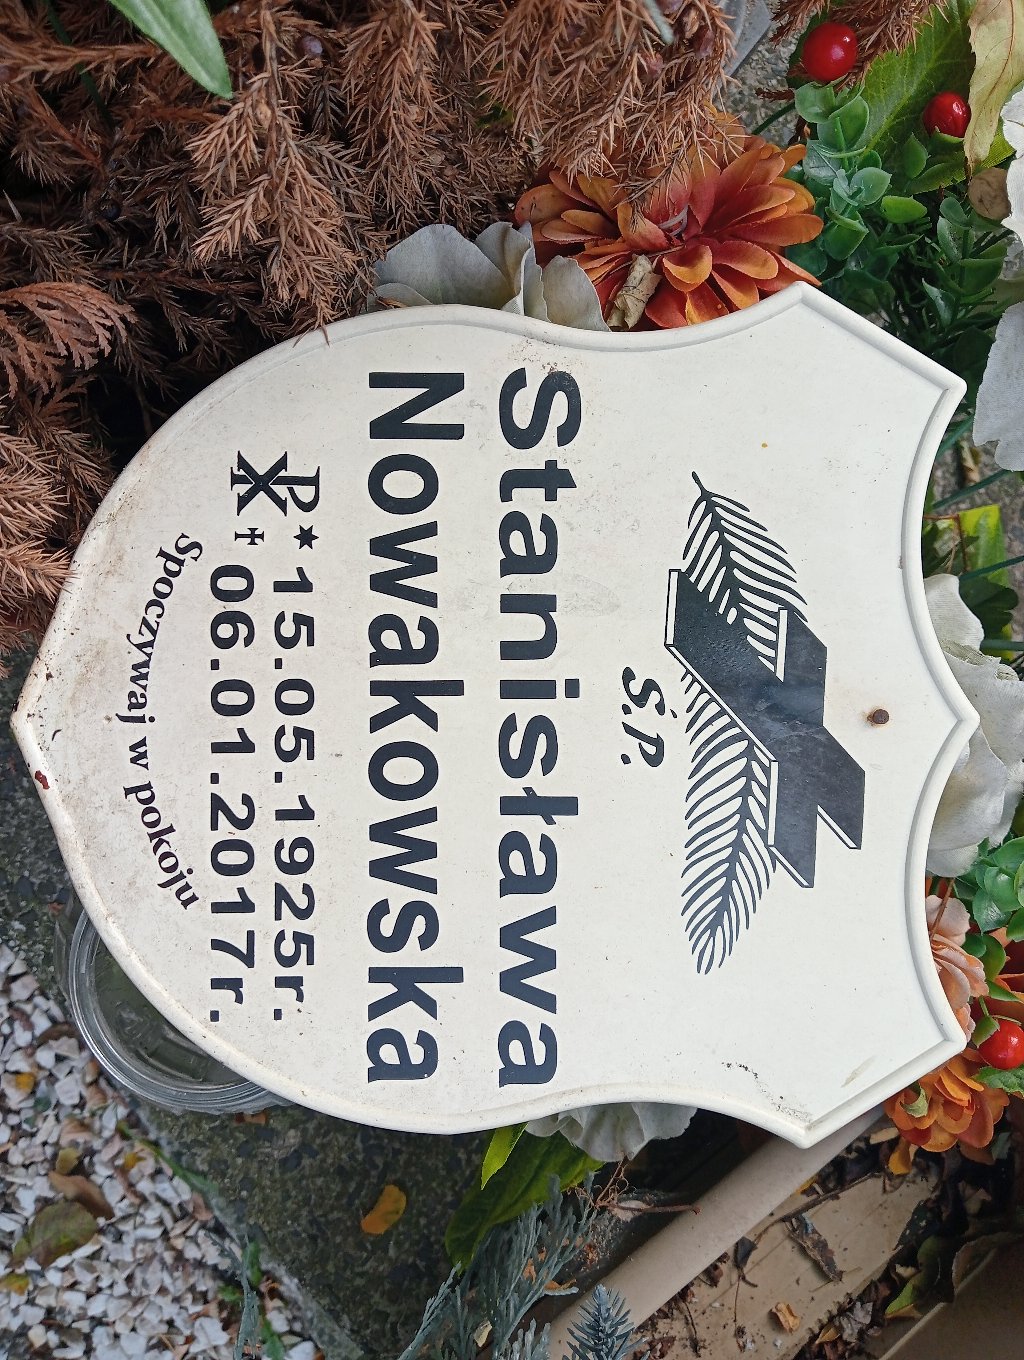 Ś.P.
Stanisława
Nowakowska
* 15.05.1925r.
✝ 06.01.2017r.
Spoczywaj w pokoju